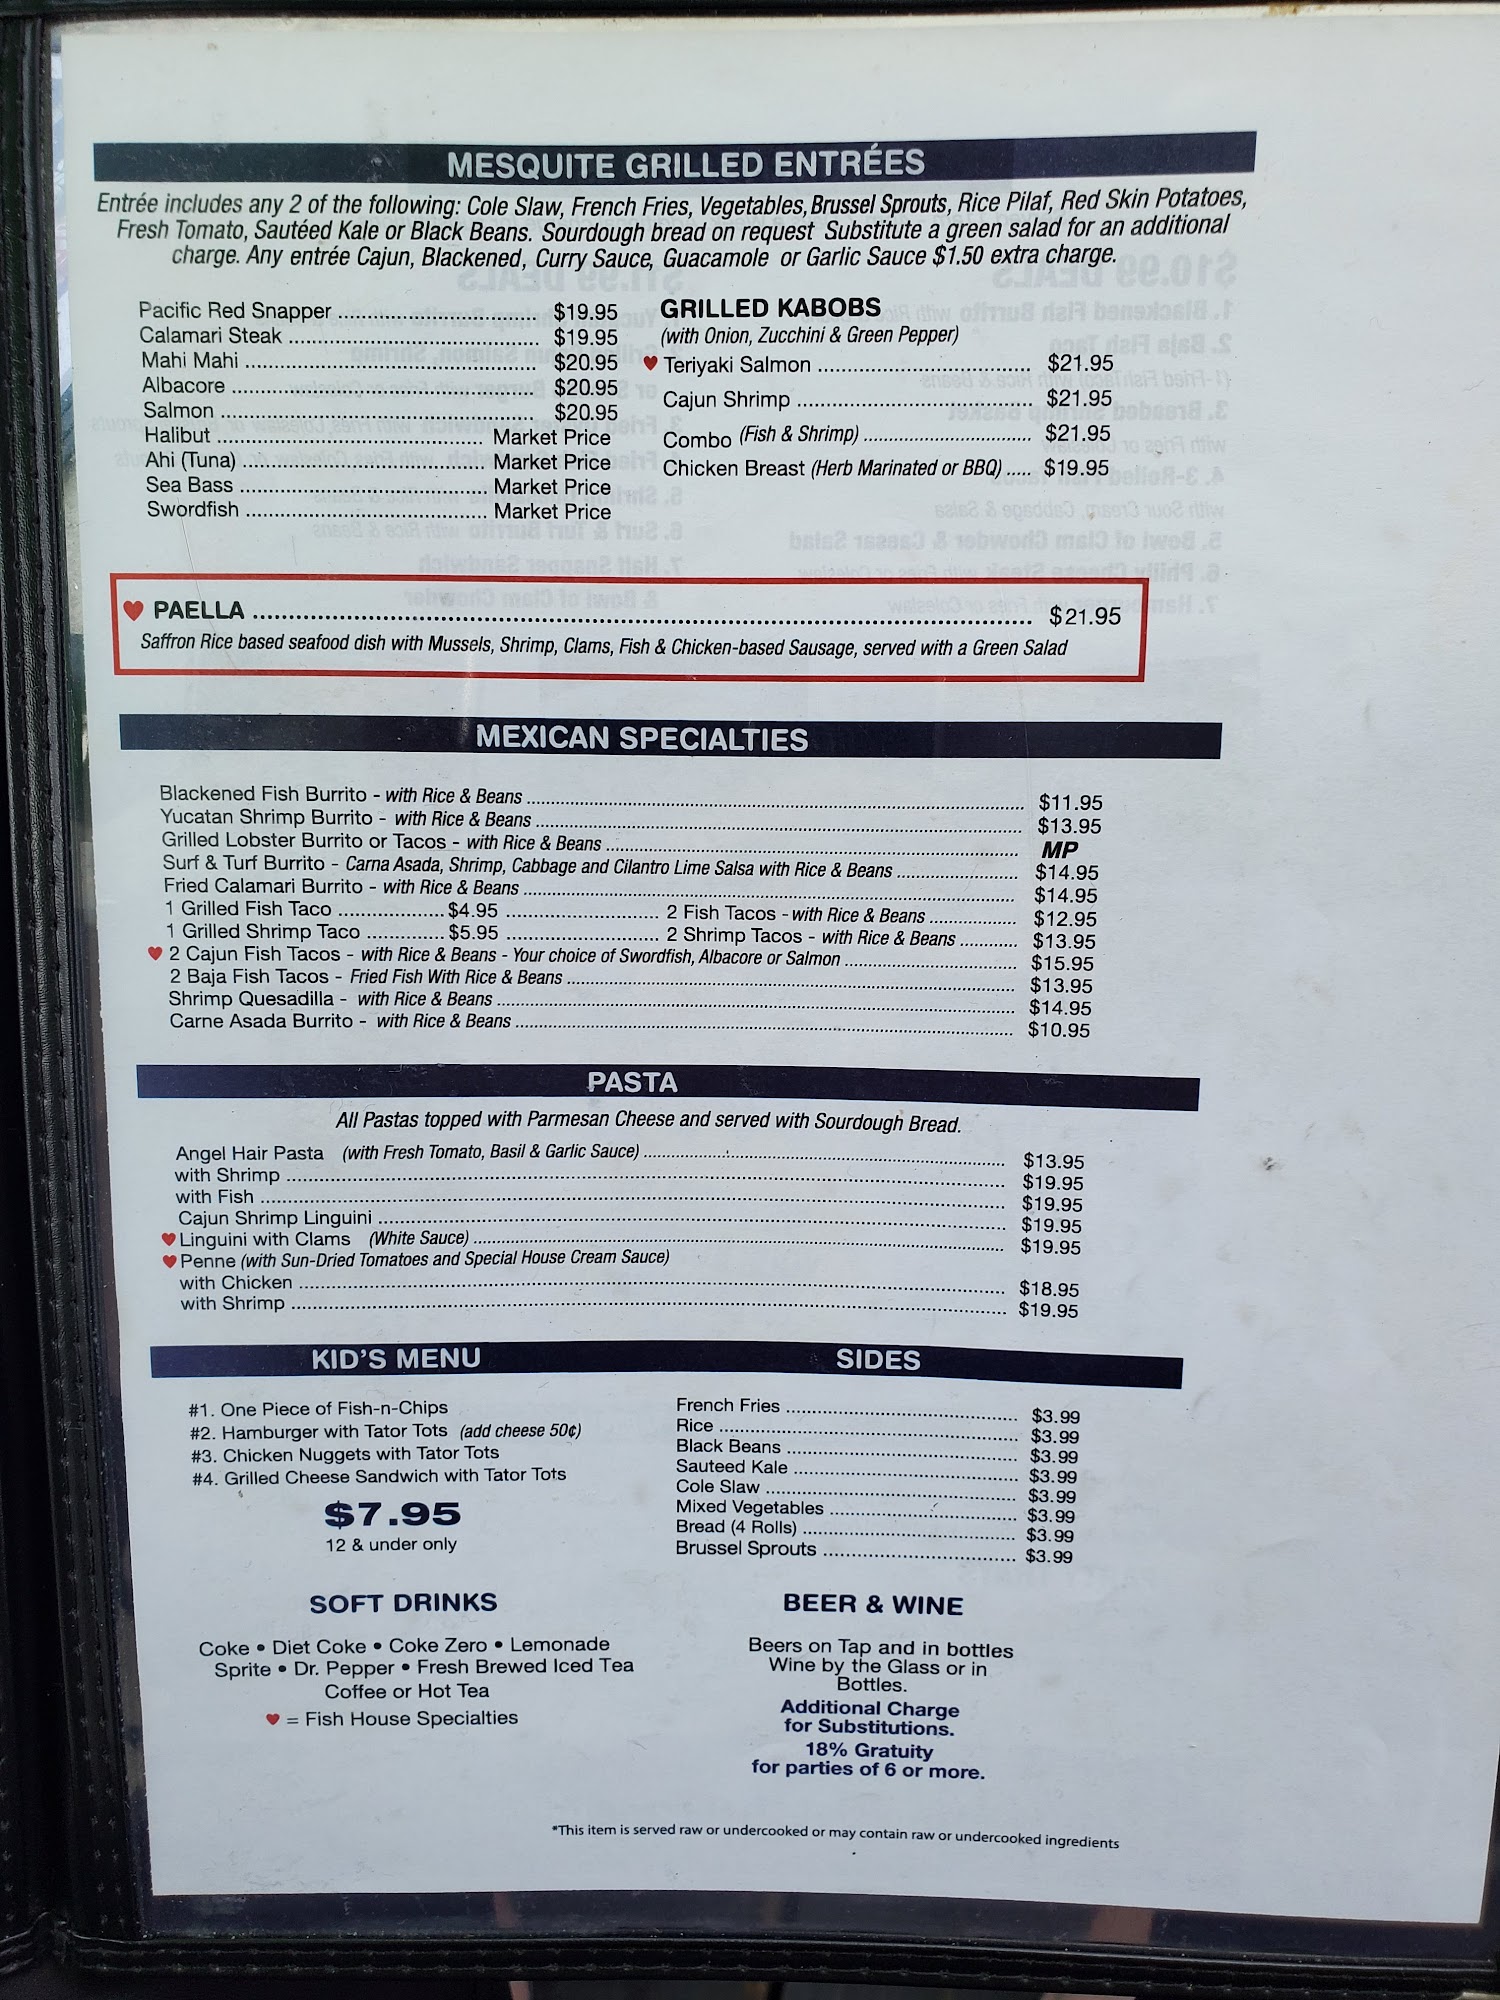 MESQUITE GRILLED ENTRÉES
Entrée includes any 2 of the following: Cole Slaw, French Fries, Vegetables, Brussel Sprouts, Rice Pilaf, Red Skin Potatoes,
Fresh Tomato, Sautéed Kale or Black Beans. Sourdough bread on request Substitute a green salad for an additional
charge. Any entrée Cajun, Blackened, Curry Sauce, Guacamole or Garlic Sauce $1.50 extra charge.
Pacific Red Snapper ........ $19.95
Calamari Steak ........ $19.95
Mahi Mahi ........ $20.95
Albacore ........ $20.95
Salmon ........ $20.95
Halibut ........ Market Price
Ahi (Tuna) ........ Market Price
Sea Bass ........ Market Price
Swordfish ........ Market Price
GRILLED KABOBS
(with Onion, Zucchini & Green Pepper)
♥ Teriyaki Salmon ........ $21.95
Cajun Shrimp ........ $21.95
Combo (Fish & Shrimp) ........ $21.95
Chicken Breast (Herb Marinated or BBQ) ..... $19.95
♥ PAELLA ........ $21.95
Saffron Rice based seafood dish with Mussels, Shrimp, Clams, Fish & Chicken-based Sausage, served with a Green Salad
MEXICAN SPECIALTIES
Blackened Fish Burrito - with Rice & Beans ........ $11.95
Yucatan Shrimp Burrito - with Rice & Beans ........ $13.95
Grilled Lobster Burrito or Tacos - with Rice & Beans ........ MP
Surf & Turf Burrito - Carna Asada, Shrimp, Cabbage and Cilantro Lime Salsa with Rice & Beans ........ $14.95
Fried Calamari Burrito - with Rice & Beans ........ $14.95
1 Grilled Fish Taco ........ $4.95 ........ 2 Fish Tacos - with Rice & Beans ........ $12.95
1 Grilled Shrimp Taco ........ $5.95 ........ 2 Shrimp Tacos - with Rice & Beans ........ $13.95
♥ 2 Cajun Fish Tacos - with Rice & Beans - Your choice of Swordfish, Albacore or Salmon ........ $15.95
2 Baja Fish Tacos - Fried Fish With Rice & Beans ........ $13.95
Shrimp Quesadilla - with Rice & Beans ........ $14.95
Carne Asada Burrito - with Rice & Beans ........ $10.95
PASTA
All Pastas topped with Parmesan Cheese and served with Sourdough Bread.
Angel Hair Pasta (with Fresh Tomato, Basil & Garlic Sauce) ........ $13.95
with Shrimp ........ $19.95
with Fish ........ $19.95
Cajun Shrimp Linguini ........ $19.95
♥ Linguini with Clams (White Sauce) ........ $19.95
♥ Penne (with Sun-Dried Tomatoes and Special House Cream Sauce)
with Chicken ........ $18.95
with Shrimp ........ $19.95
KID'S MENU
#1. One Piece of Fish-n-Chips
#2. Hamburger with Tator Tots (add cheese 50¢)
#3. Chicken Nuggets with Tator Tots
#4. Grilled Cheese Sandwich with Tator Tots
$7.95
12 & under only
SIDES
French Fries ........ $3.99
Rice ........ $3.99
Black Beans ........ $3.99
Sauteed Kale ........ $3.99
Cole Slaw ........ $3.99
Mixed Vegetables ........ $3.99
Bread (4 Rolls) ........ $3.99
Brussel Sprouts ........ $3.99
SOFT DRINKS
Coke • Diet Coke • Coke Zero • Lemonade
Sprite • Dr. Pepper • Fresh Brewed Iced Tea
Coffee or Hot Tea
♥ = Fish House Specialties
BEER & WINE
Beers on Tap and in bottles
Wine by the Glass or in
Bottles.
Additional Charge
for Substitutions.
18% Gratuity
for parties of 6 or more.
*This item is served raw or undercooked or may contain raw or undercooked ingredients